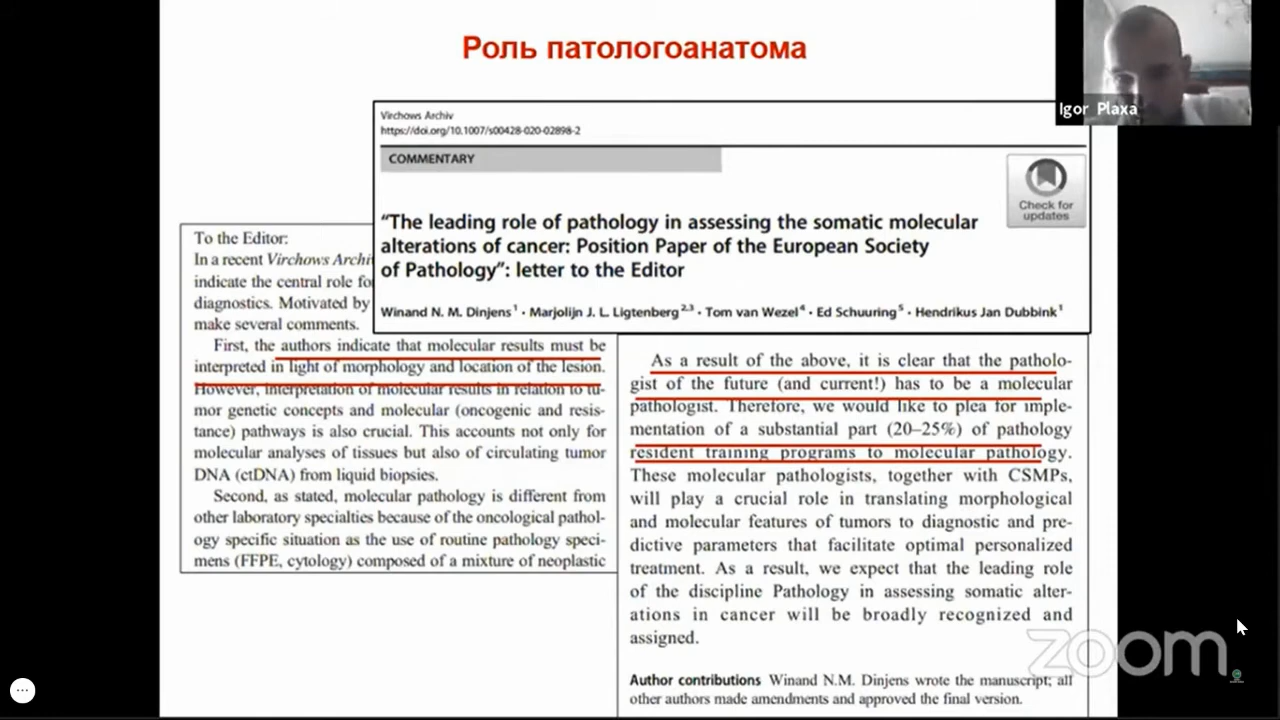 Роль патологоанатома
Igor Plaxa
Virchows Archiv
https://doi.org/10.1007/s00428-020-02898-2
COMMENTARY
Check for
updates
“The leading role of pathology in assessing the somatic molecular
alterations of cancer: Position Paper of the European Society
of Pathology”: letter to the Editor
Winand N. M. Dinjens1 · Marjolijn J. L. Ligtenberg2,3 · Tom van Wezel4 · Ed Schuuring5 · Hendrikus Jan Dubbink1
To the Editor:
In a recent Virchows Archi
indicate the central role fo
diagnostics. Motivated by
make several comments.
First, the authors indicate that molecular results must be
interpreted in light of morphology and location of the lesion.
However, interpretation of molecular results in relation to tu-
mor genetic concepts and molecular (oncogenic and resis-
tance) pathways is also crucial. This accounts not only for
molecular analyses of tissues but also of circulating tumor
DNA (ctDNA) from liquid biopsies.
Second, as stated, molecular pathology is different from
other laboratory specialties because of the oncological pathol-
ogy specific situation as the use of routine pathology speci-
mens (FFPE, cytology) composed of a mixture of neoplastic
As a result of the above, it is clear that the patholo-
gist of the future (and current!) has to be a molecular
pathologist. Therefore, we would like to plea for imple-
mentation of a substantial part (20–25%) of pathology
resident training programs to molecular pathology.
These molecular pathologists, together with CSMPs,
will play a crucial role in translating morphological
and molecular features of tumors to diagnostic and pre-
dictive parameters that facilitate optimal personalized
treatment. As a result, we expect that the leading role
of the discipline Pathology in assessing somatic alter-
ations in cancer will be broadly recognized and
assigned.
Author contributions Winand N.M. Dinjens wrote the manuscript; all
other authors made amendments and approved the final version.
zoom